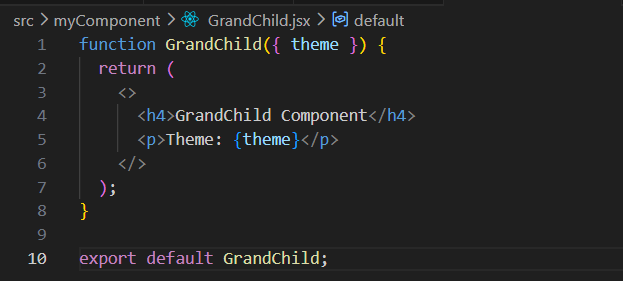 src > myComponent > GrandChild.jsx > default
1 function GrandChild({ theme }) {
2   return (
3     <>
4       <h4>GrandChild Component</h4>
5       <p>Theme: {theme}</p>
6     </>
7   );
8 }
9
10 export default GrandChild;